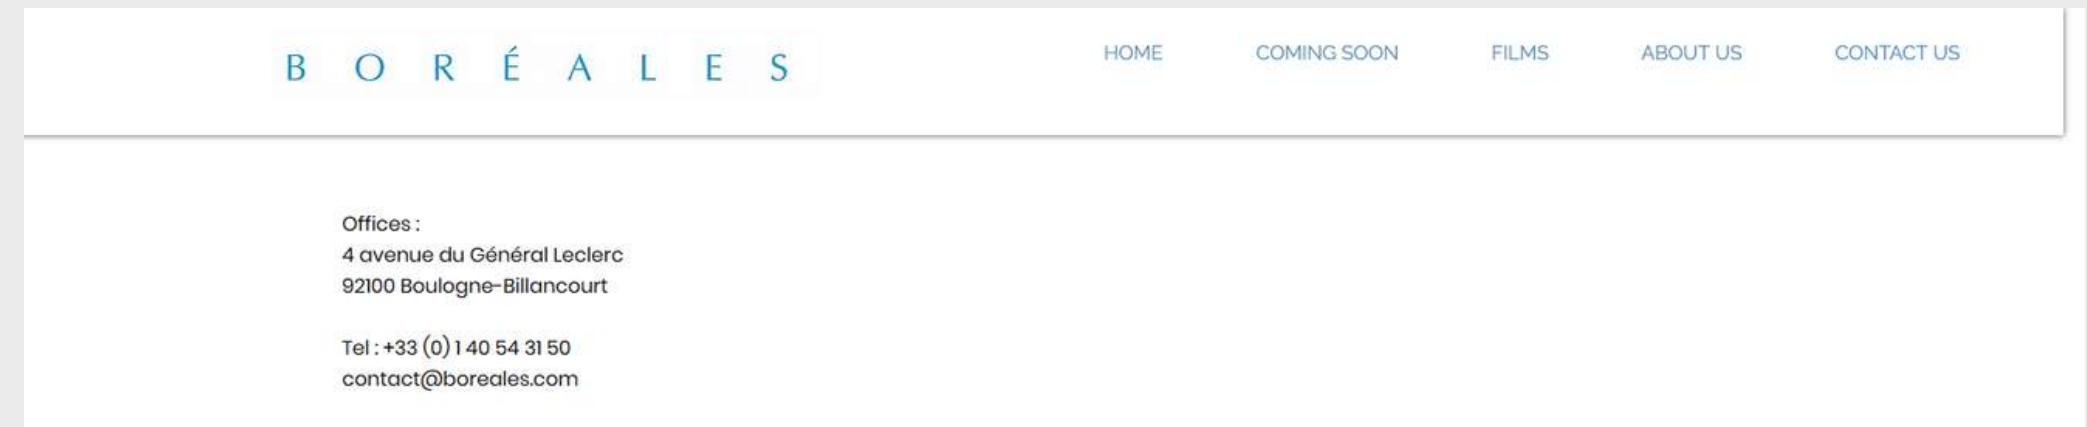 BORÉALES
HOME COMING SOON FILMS ABOUT US CONTACT US
Offices :
4 avenue du Général Leclerc
92100 Boulogne-Billancourt
Tel : +33 (0) 1 40 54 31 50
contact@boreales.com